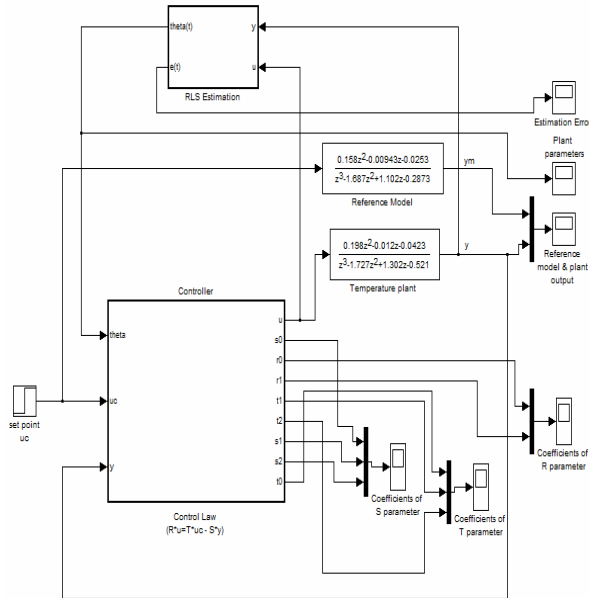 theta(t)
y
e(t)
u
RLS Estimation
Estimation Erro
Plant
parameters
0.158z2-0.00943z-0.0253
z3-1.687z2+1.102z-0.2873
Reference Model
ym
0.198z2-0.012z-0.0423
z3-1.727z2+1.302z-0.521
Temperature plant
y
Reference
model & plant
output
Controller
theta
uc
y
u
s0
r0
r1
t1
t2
s1
s2
t0
set point
uc
Coefficients of
R parameter
Coefficients of
S parameter
Coefficients of
T parameter
Control Law
(R*u=T*uc - S*y)